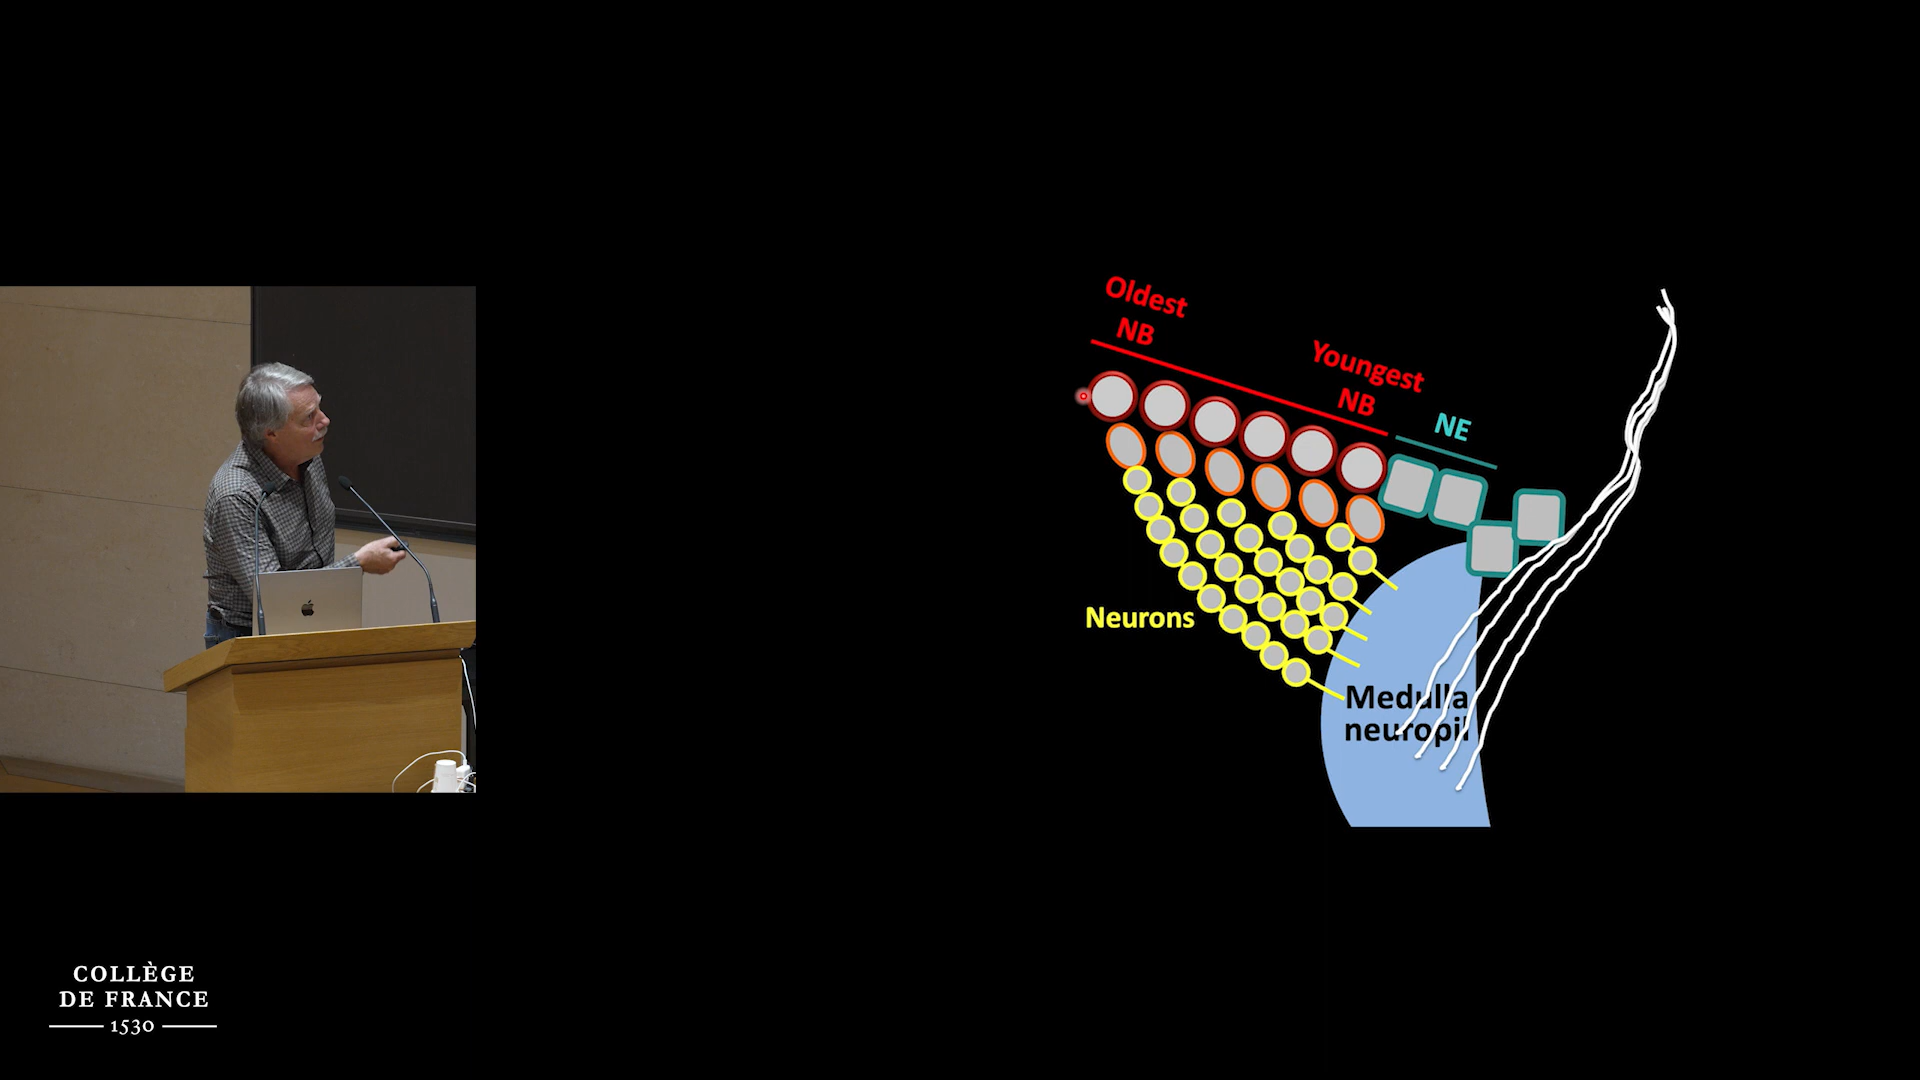 Oldest
NB
Youngest
NB
NE
Neurons
Medulla
neuropil
COLLÈGE
DE FRANCE
1530